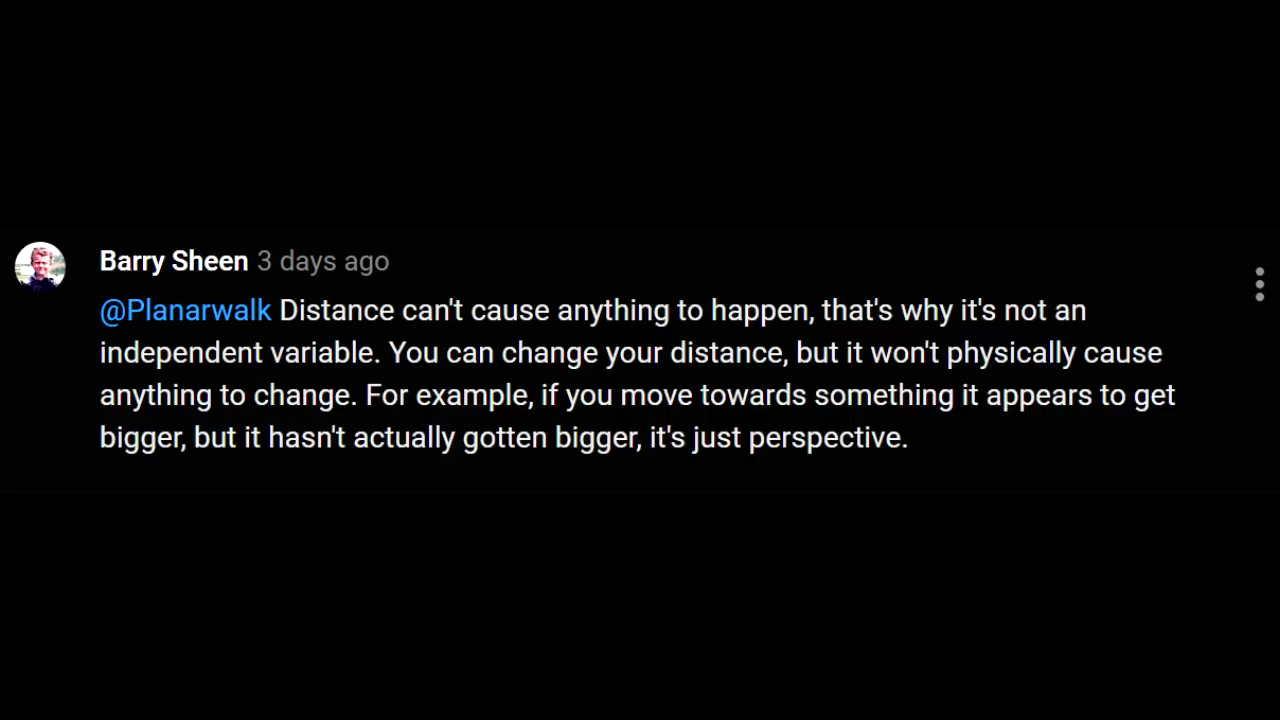 Barry Sheen 3 days ago
@Planarwalk Distance can't cause anything to happen, that's why it's not an
independent variable. You can change your distance, but it won't physically cause
anything to change. For example, if you move towards something it appears to get
bigger, but it hasn't actually gotten bigger, it's just perspective.